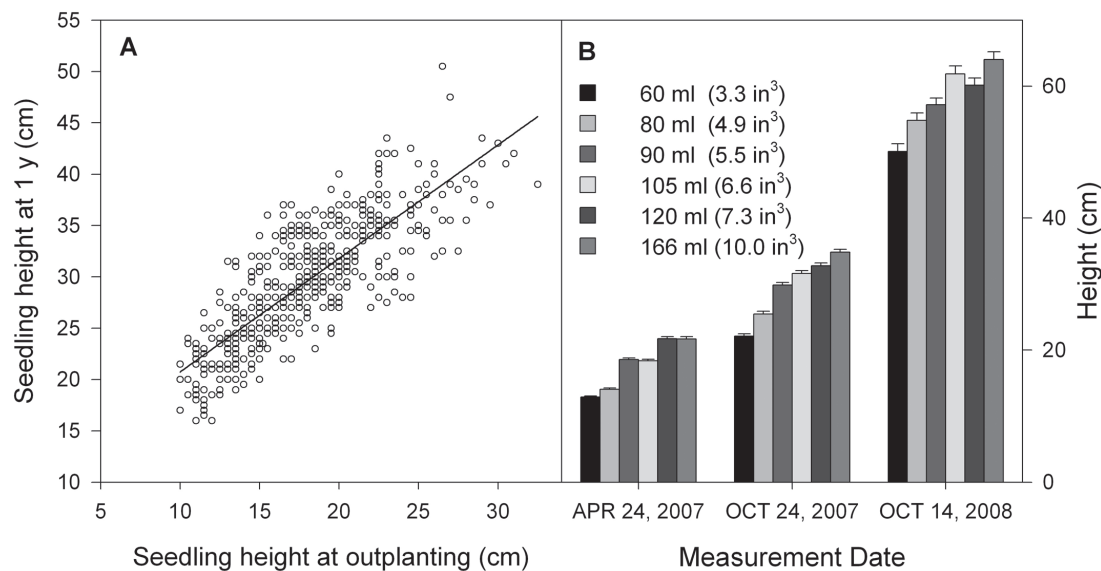 A
Seedling height at 1 y (cm)
55
50
45
40
35
30
25
20
15
10
5
10
15
20
25
30
Seedling height at outplanting (cm)
B
60 ml (3.3 in³)
80 ml (4.9 in³)
90 ml (5.5 in³)
105 ml (6.6 in³)
120 ml (7.3 in³)
166 ml (10.0 in³)
60
40
20
0
Height (cm)
APR 24, 2007
OCT 24, 2007
OCT 14, 2008
Measurement Date